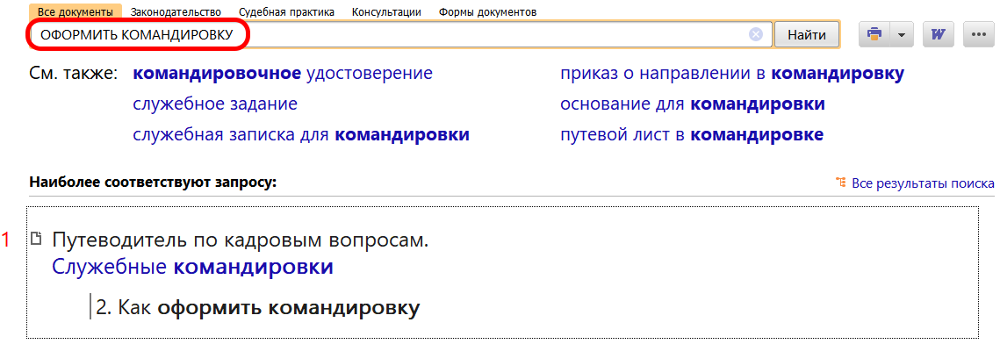 Все документы Законодательство Судебная практика Консультации Формы документов
ОФОРМИТЬ КОМАНДИРОВКУ Найти W
См. также: командировочное удостоверение приказ о направлении в командировку
служебное задание основание для командировки
служебная записка для командировки путевой лист в командировке
Наиболее соответствуют запросу: Все результаты поиска
1 Путеводитель по кадровым вопросам.
Служебные командировки
2. Как оформить командировку